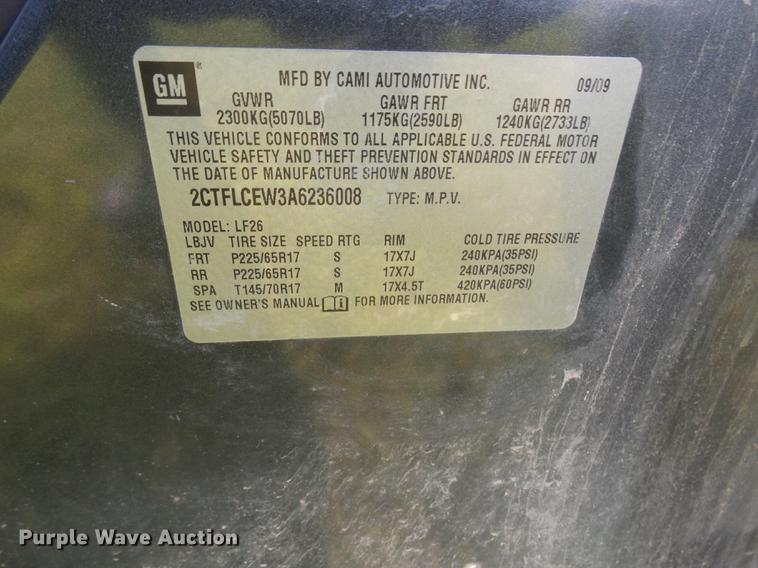 GM ® MFD BY CAMI AUTOMOTIVE INC. 09/09
GVWR GAWR FRT GAWR RR
2300KG(5070LB) 1175KG(2590LB) 1240KG(2733LB)
THIS VEHICLE CONFORMS TO ALL APPLICABLE U.S. FEDERAL MOTOR
VEHICLE SAFETY AND THEFT PREVENTION STANDARDS IN EFFECT ON
THE DATE OF MANUFACTURE SHOWN ABOVE.
2CTFLCEW3A6236008 TYPE: M.P.V.
MODEL: LF26
LBJV TIRE SIZE SPEED RTG RIM COLD TIRE PRESSURE
FRT P225/65R17 S 17X7J 240KPA(35PSI)
RR P225/65R17 S 17X7J 240KPA(35PSI)
SPA T145/70R17 M 17X4.5T 420KPA(60PSI)
SEE OWNER'S MANUAL i FOR MORE INFORMATION.
Purple Wave Auction